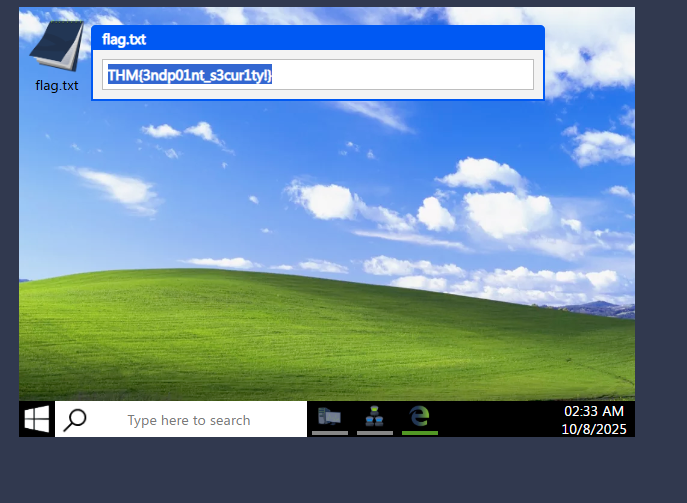 flag.txt
THM{3ndp01nt_s3cur1ty!}
flag.txt
Type here to search
02:33 AM
10/8/2025